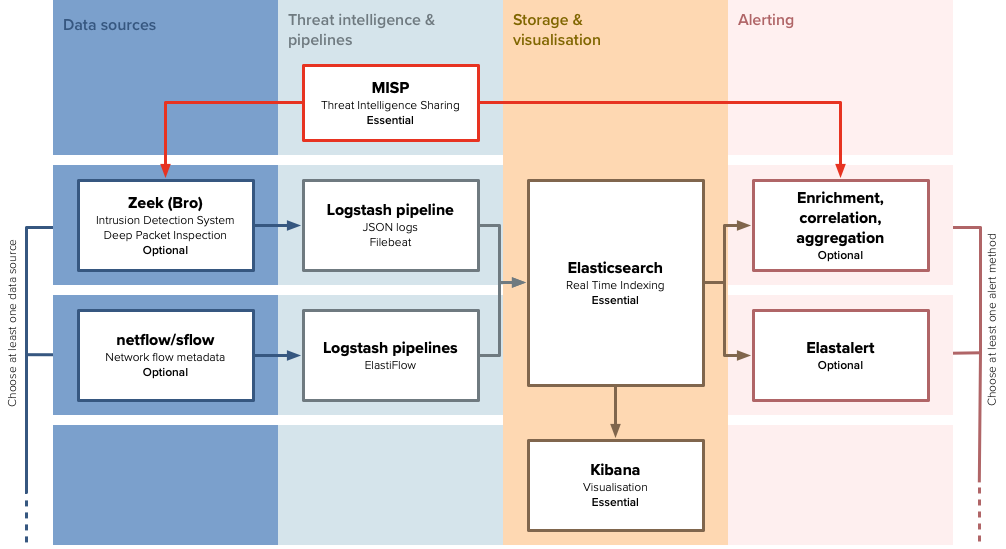 Data sources
Threat intelligence &
pipelines
Storage &
visualisation
Alerting
MISP
Threat Intelligence Sharing
Essential
Zeek (Bro)
Intrusion Detection System
Deep Packet Inspection
Optional
Logstash pipeline
JSON logs
Filebeat
Elasticsearch
Real Time Indexing
Essential
Enrichment,
correlation,
aggregation
Optional
netflow/sflow
Network flow metadata
Optional
Logstash pipelines
ElastiFlow
Elastalert
Optional
Kibana
Visualisation
Essential
Choose at least one data source
Choose at least one alert method